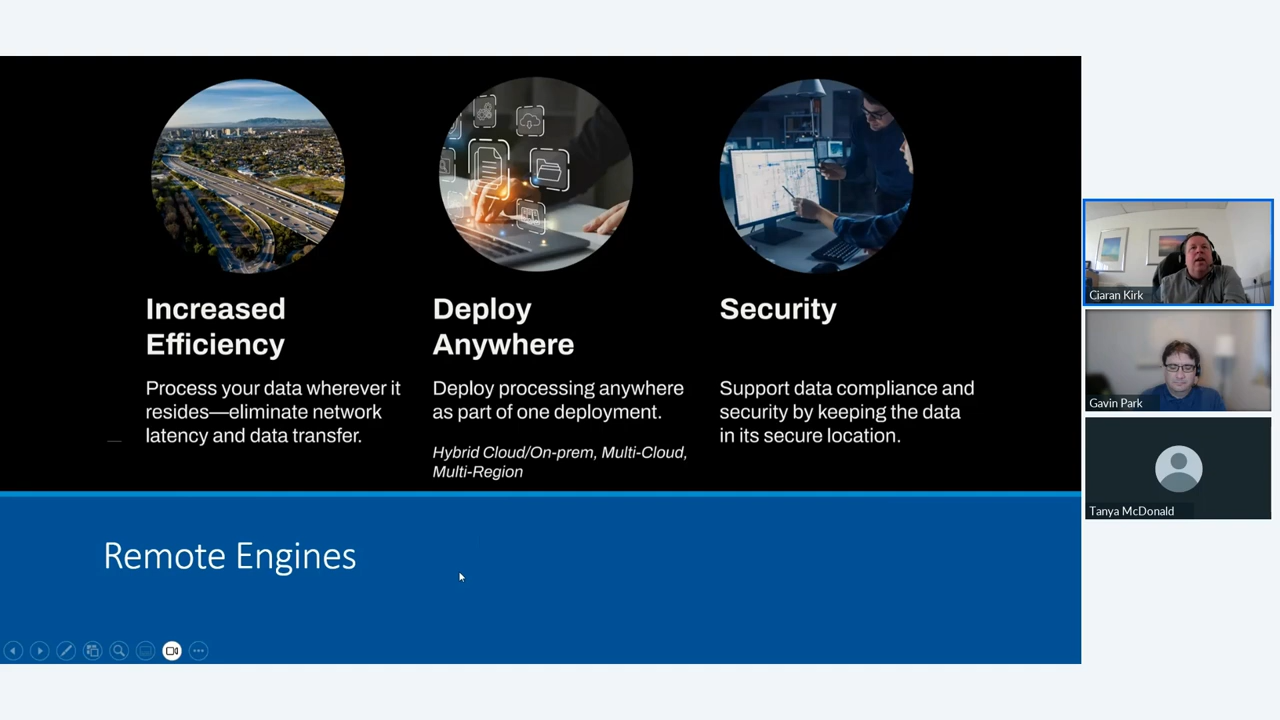 Increased
Efficiency
Process your data wherever it
resides—eliminate network
latency and data transfer.
Deploy
Anywhere
Deploy processing anywhere
as part of one deployment.
Hybrid Cloud/On-prem, Multi-Cloud,
Multi-Region
Security
Support data compliance and
security by keeping the data
in its secure location.
Remote Engines
Ciaran Kirk
Gavin Park
Tanya McDonald